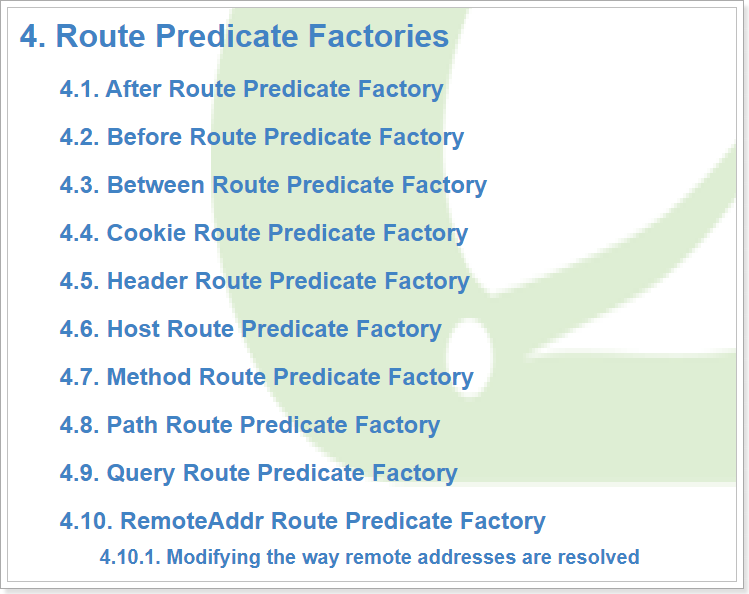 4. Route Predicate Factories
4.1. After Route Predicate Factory
4.2. Before Route Predicate Factory
4.3. Between Route Predicate Factory
4.4. Cookie Route Predicate Factory
4.5. Header Route Predicate Factory
4.6. Host Route Predicate Factory
4.7. Method Route Predicate Factory
4.8. Path Route Predicate Factory
4.9. Query Route Predicate Factory
4.10. RemoteAddr Route Predicate Factory
4.10.1. Modifying the way remote addresses are resolved